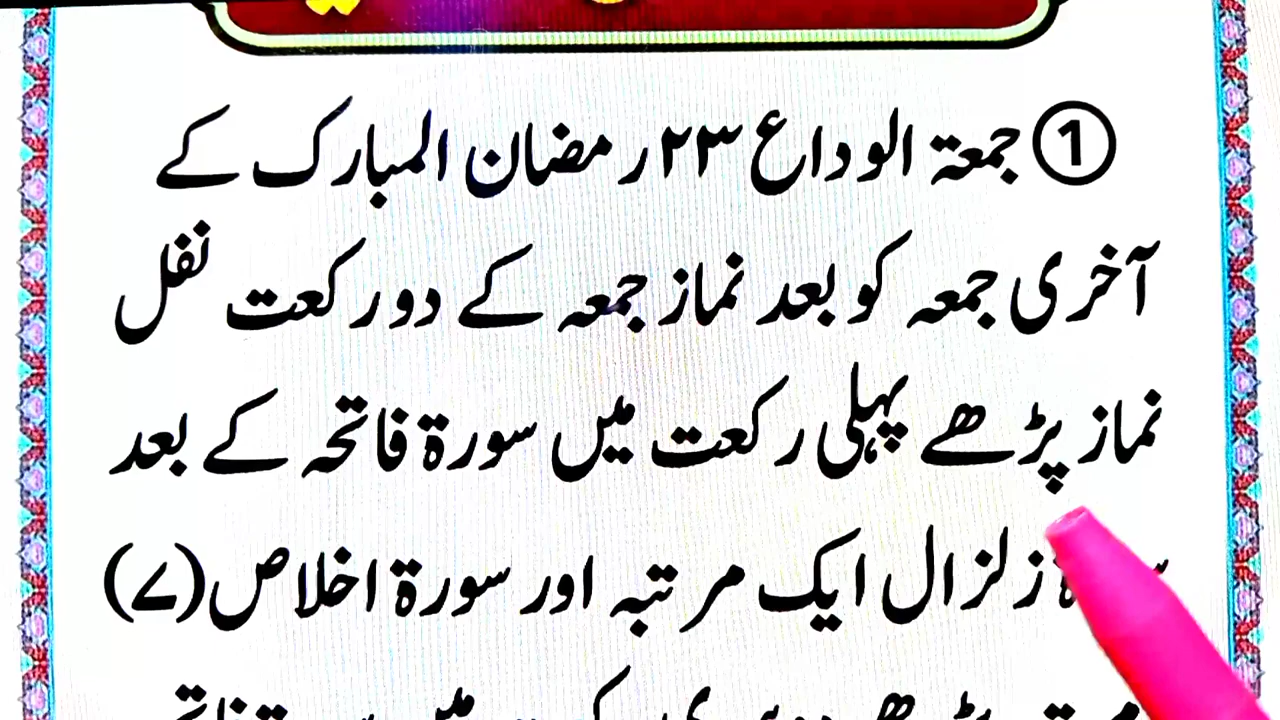 ① جمعۃ الوداع ۲۳ رمضان المبارک کے
آخری جمعہ کو بعد نماز جمعہ کے دو رکعت نفل
نماز پڑھے پہلی رکعت میں سورۃ فاتحہ کے بعد
زلزال ایک مرتبہ اور سورۃ اخلاص (۷)